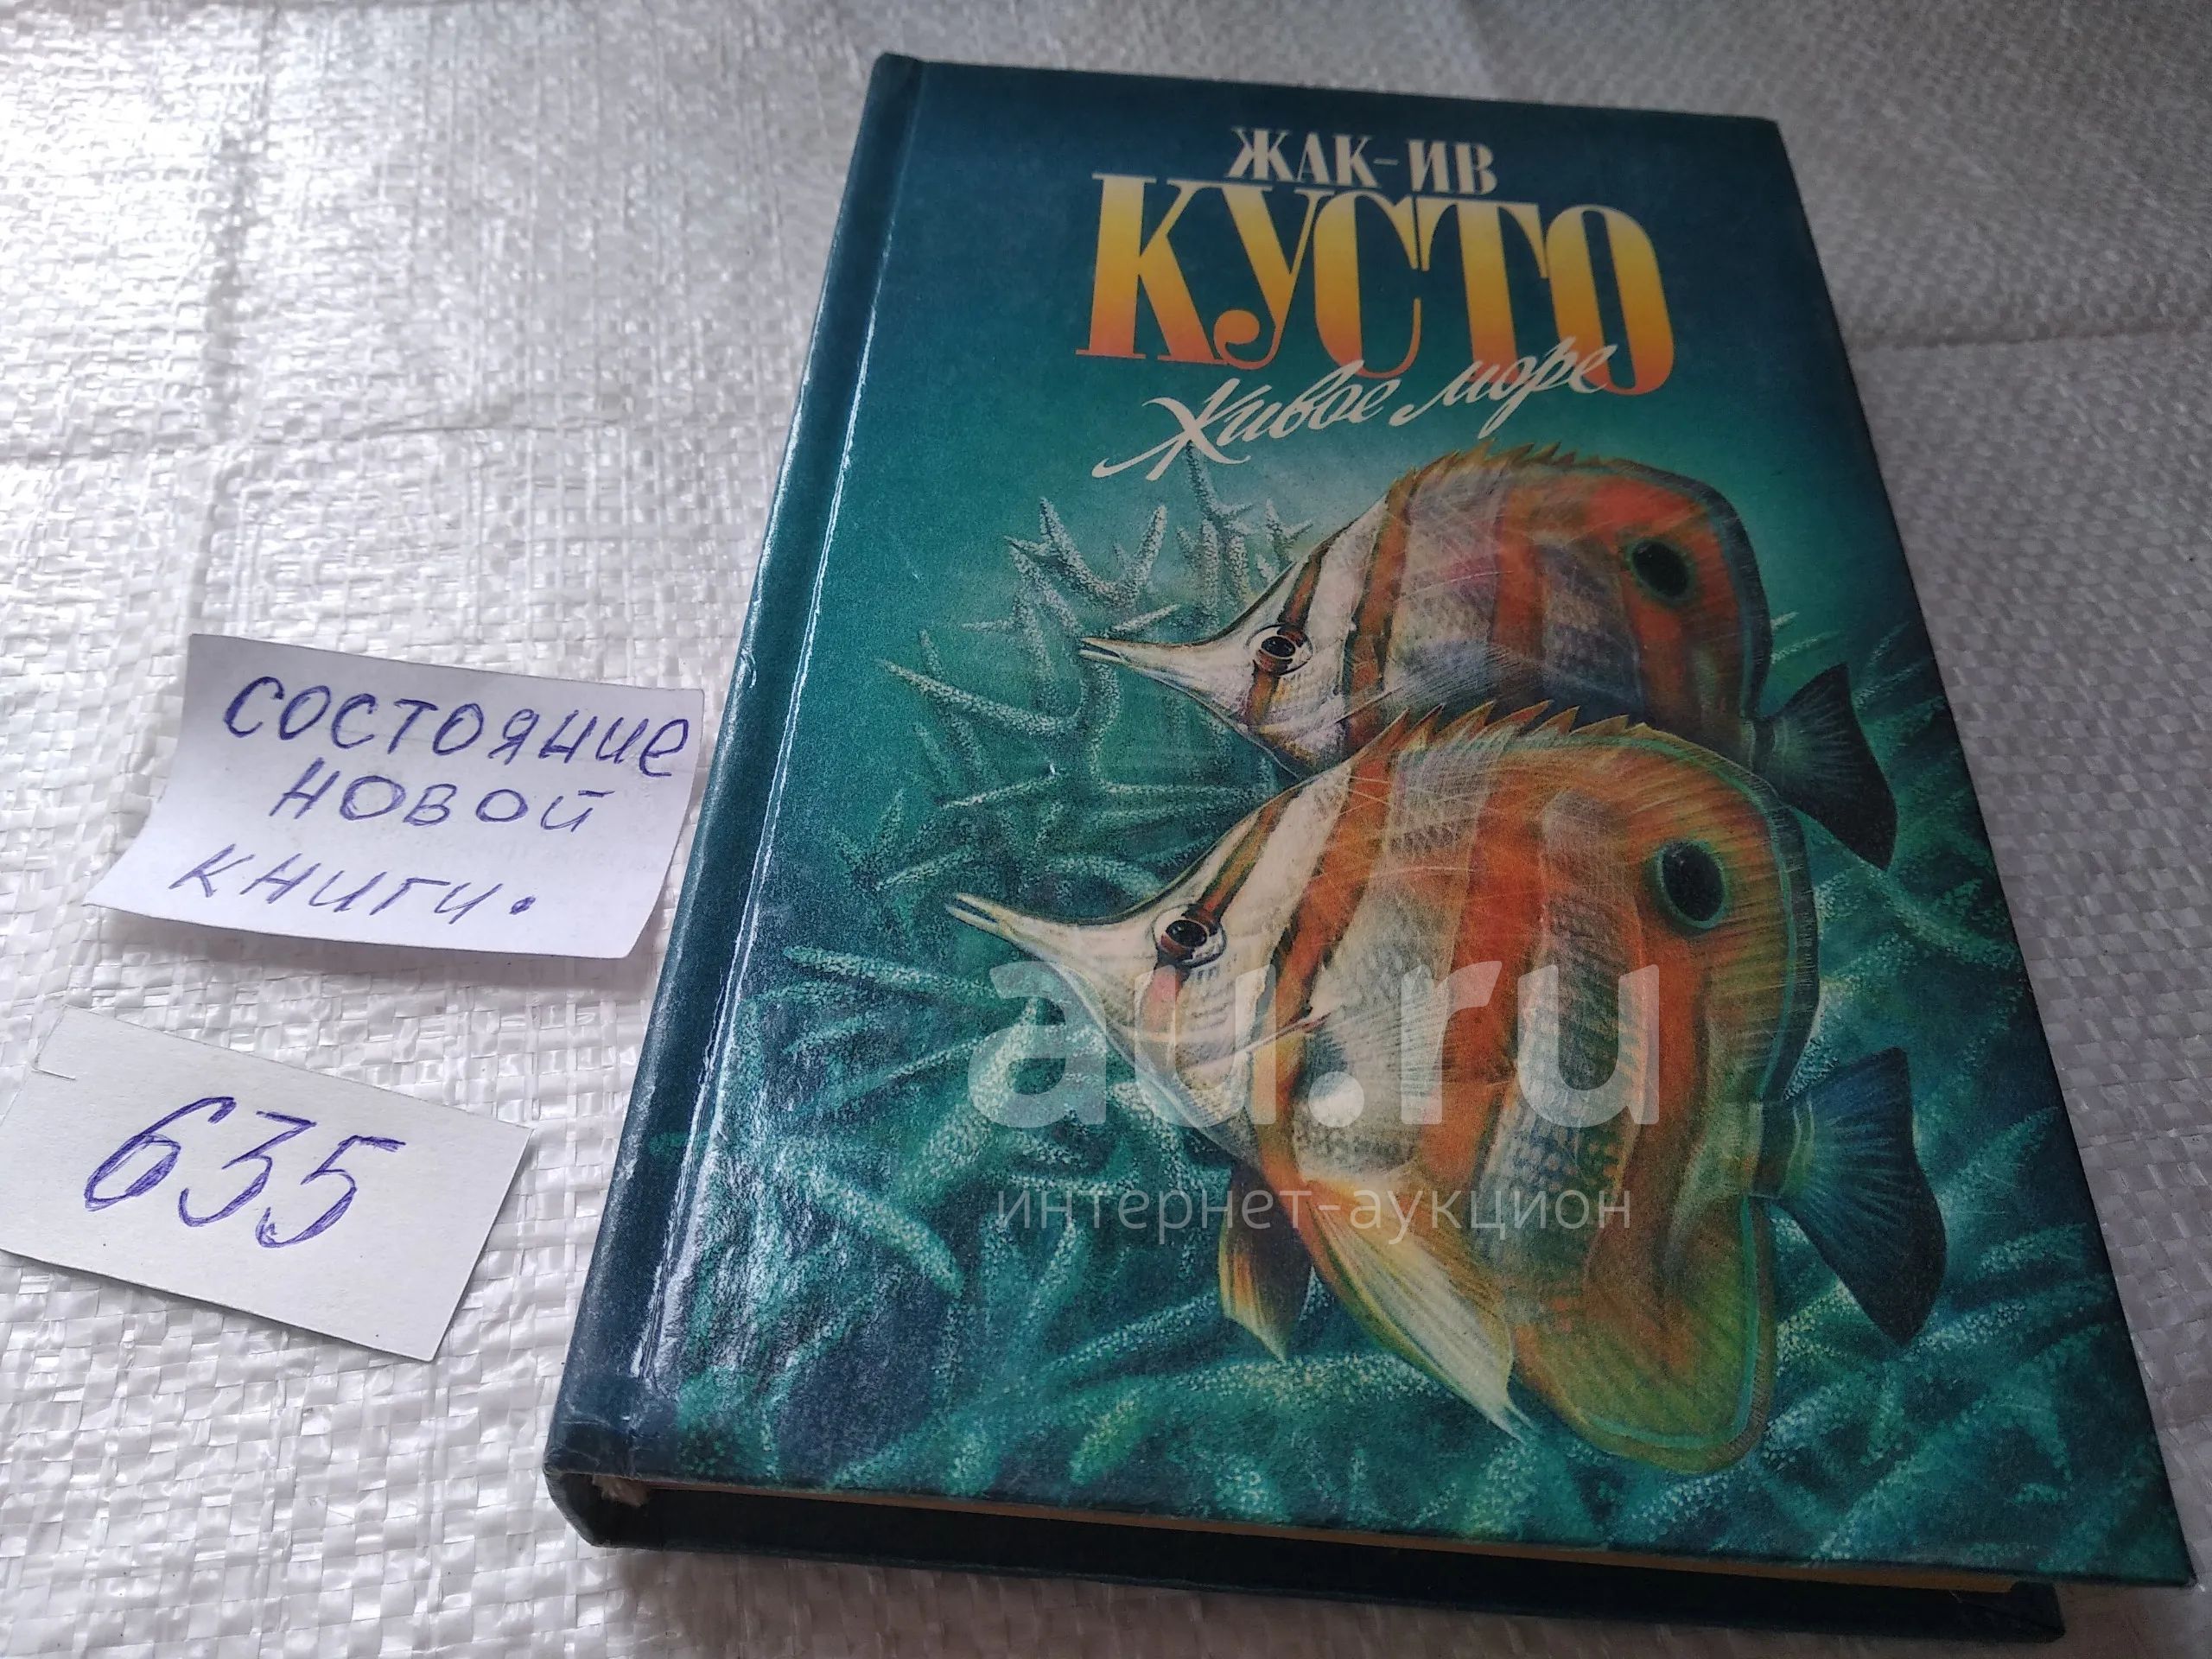 ЖАК-ИВ
КУСТО
Живое море
СОСТОЯНИЕ
НОВОЙ
КНИГИ.
635
au.ru
интернет-аукцион